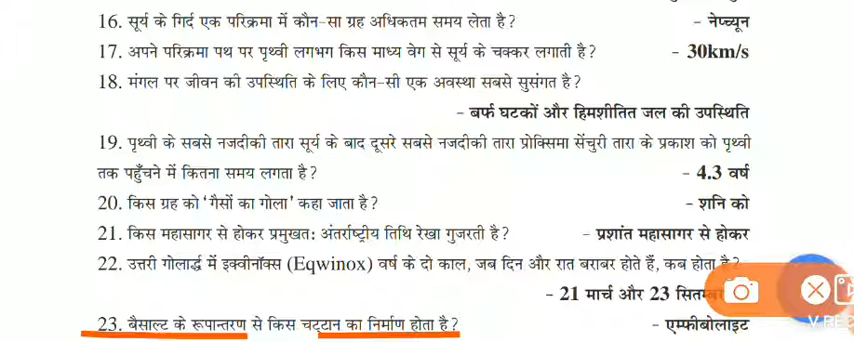 16. सूर्य के गिर्द एक परिक्रमा में कौन-सा ग्रह अधिकतम समय लेता है? - नेप्च्यून
17. अपने परिक्रमा पथ पर पृथ्वी लगभग किस माध्य वेग से सूर्य के चक्कर लगाती है? - 30km/s
18. मंगल पर जीवन की उपस्थिति के लिए कौन-सी एक अवस्था सबसे सुसंगत है?
- बर्फ घटकों और हिमशीतित जल की उपस्थिति
19. पृथ्वी के सबसे नजदीकी तारा सूर्य के बाद दूसरे सबसे नजदीकी तारा प्रोक्सिमा सेंचुरी तारा के प्रकाश को पृथ्वी
तक पहुँचने में कितना समय लगता है? - 4.3 वर्ष
20. किस ग्रह को 'गैसों का गोला' कहा जाता है? - शनि को
21. किस महासागर से होकर प्रमुखतः अंतर्राष्ट्रीय तिथि रेखा गुजरती है? - प्रशांत महासागर से होकर
22. उत्तरी गोलार्द्ध में इक्वीनॉक्स (Eqwinox) वर्ष के दो काल, जब दिन और रात बराबर होते हैं, कब होता है?
- 21 मार्च और 23
23. बैसाल्ट के रूपान्तरण से किस चट्टान का निर्माण होता है? - एम्फीबोलाइट